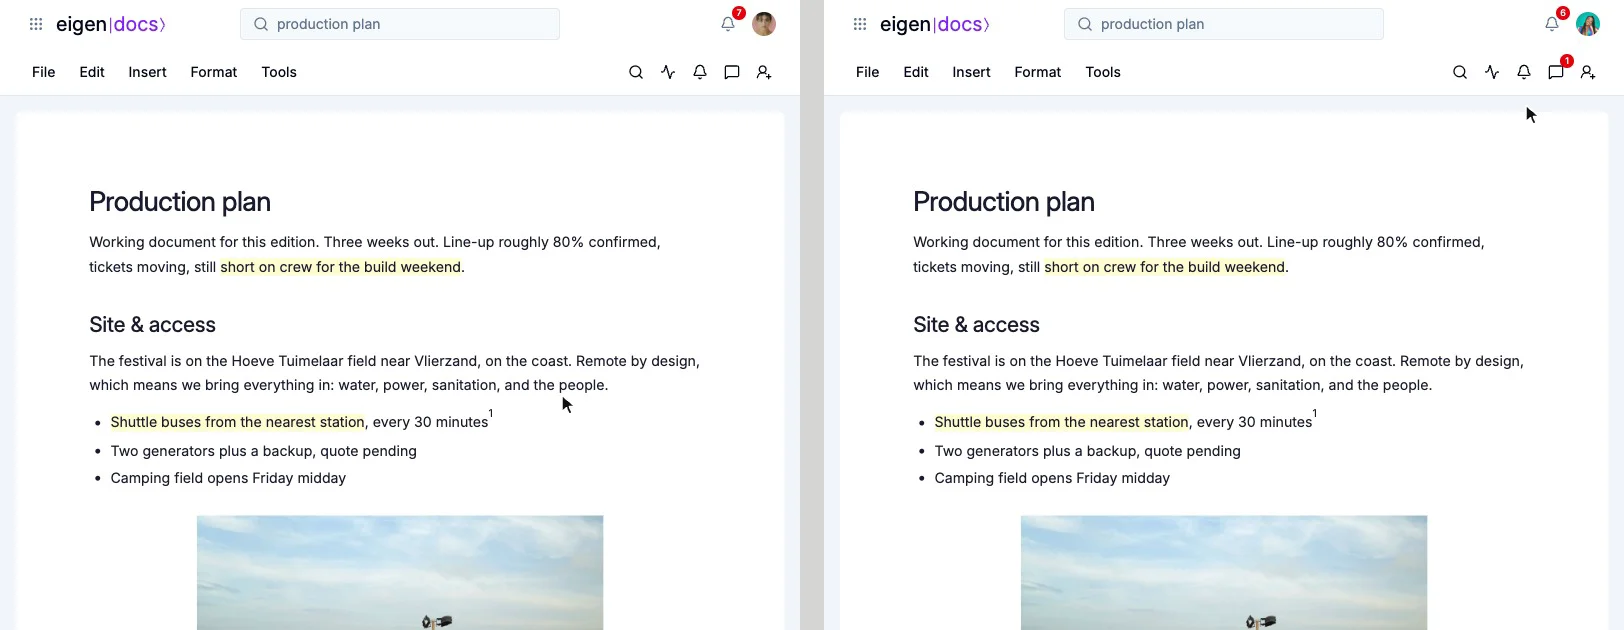 eigen|docs⟩
production plan
7
File Edit Insert Format Tools
Production plan
Working document for this edition. Three weeks out. Line-up roughly 80% confirmed,
tickets moving, still short on crew for the build weekend.
Site & access
The festival is on the Hoeve Tuimelaar field near Vlierzand, on the coast. Remote by design,
which means we bring everything in: water, power, sanitation, and the people.
• Shuttle buses from the nearest station, every 30 minutes1
• Two generators plus a backup, quote pending
• Camping field opens Friday midday
eigen|docs⟩
production plan
6
File Edit Insert Format Tools
1
Production plan
Working document for this edition. Three weeks out. Line-up roughly 80% confirmed,
tickets moving, still short on crew for the build weekend.
Site & access
The festival is on the Hoeve Tuimelaar field near Vlierzand, on the coast. Remote by design,
which means we bring everything in: water, power, sanitation, and the people.
• Shuttle buses from the nearest station, every 30 minutes1
• Two generators plus a backup, quote pending
• Camping field opens Friday midday